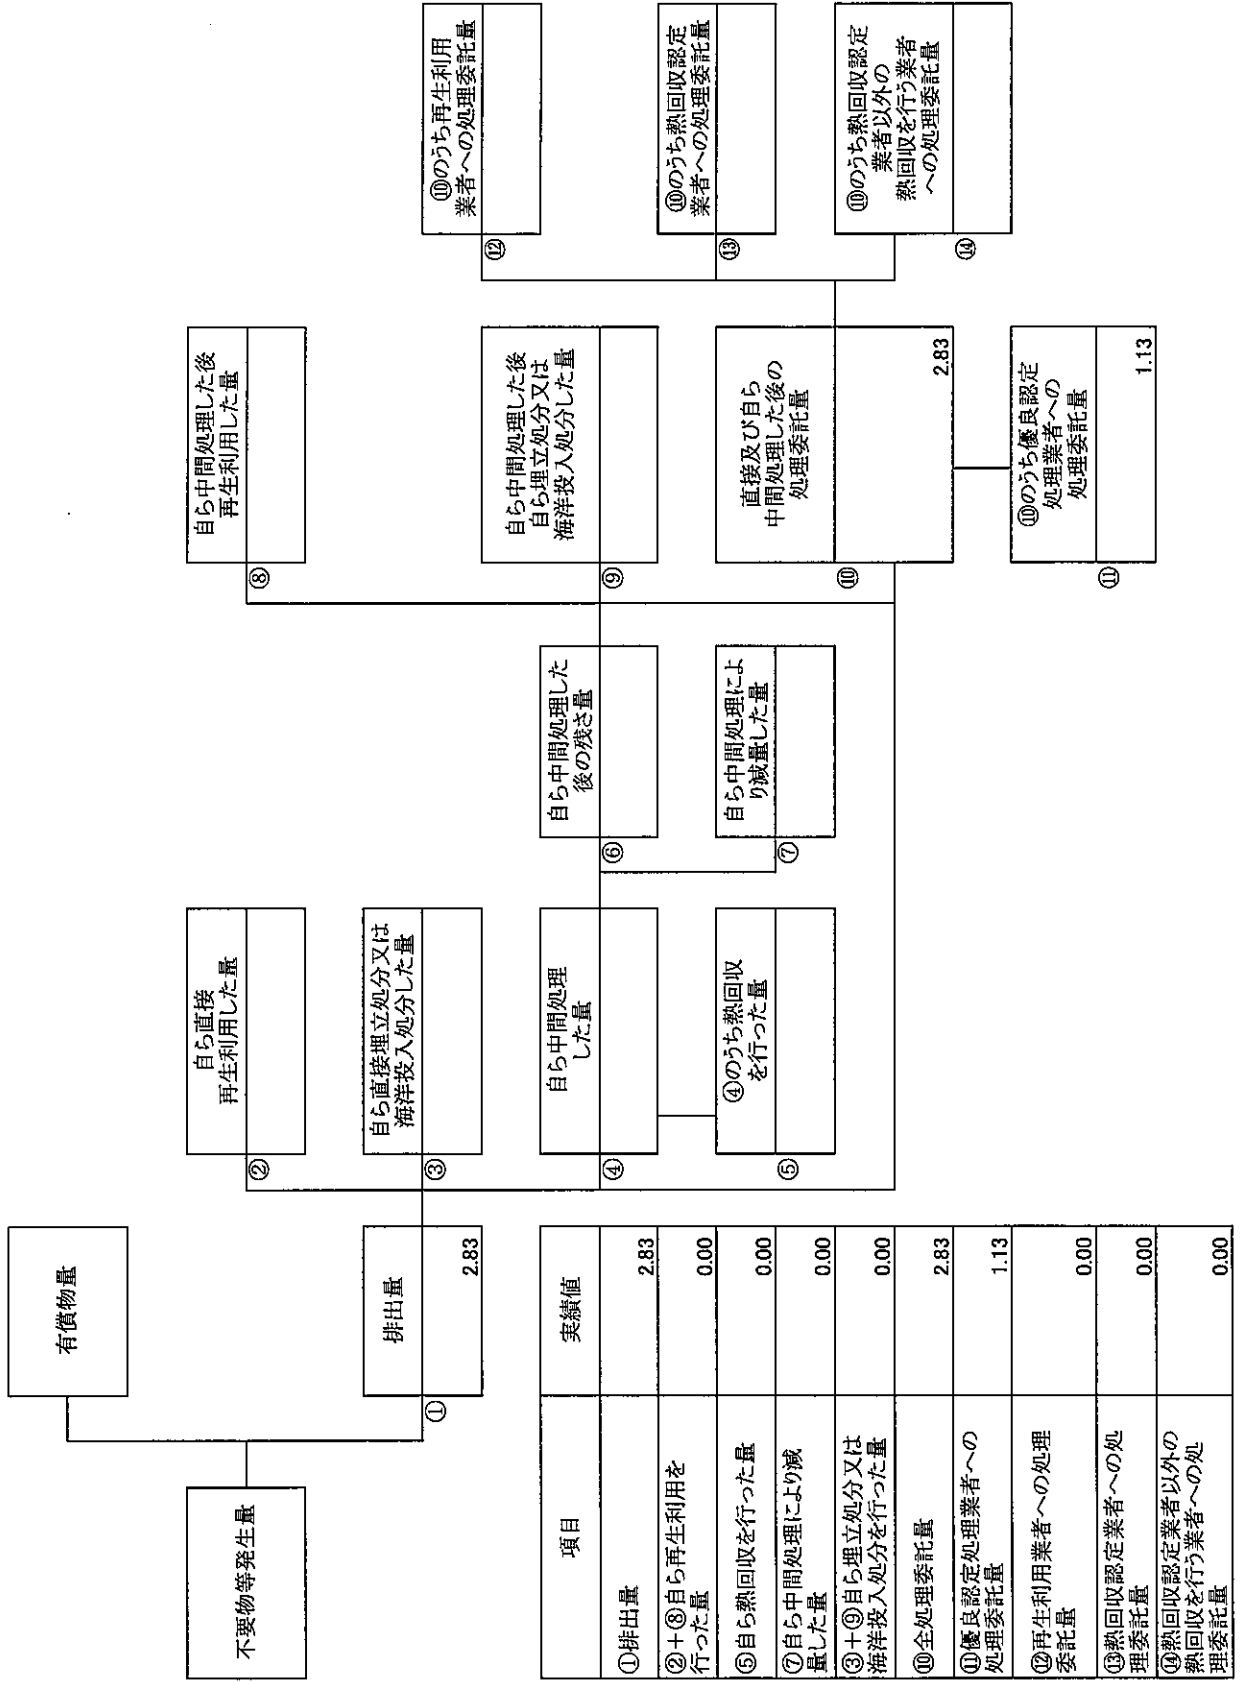 不要物等発生量
有償物量
排出量
①
2.83
自ら直接
再生利用した量
②
自ら直接埋立処分又は
海洋投入処分した量
③
自ら中間処理
した量
④
④のうち熱回収
を行った量
⑤
自ら中間処理した
後の残さ量
⑥
自ら中間処理によ
り減量した量
⑦
自ら中間処理した後
再生利用した量
⑧
自ら中間処理した後
自ら埋立処分又は
海洋投入処分した量
⑨
直接及び自ら
中間処理した後の
処理委託量
⑩
2.83
⑩のうち優良認定
処理業者への
処理委託量
⑪
1.13
⑩のうち再生利用
業者への処理委託量
⑫
⑩のうち熱回収認定
業者への処理委託量
⑬
⑩のうち熱回収認定
業者以外の
熱回収を行う業者
への処理委託量
⑭
項目 実績値
①排出量 2.83
②+⑧自ら再生利用を
行った量 0.00
⑤自ら熱回収を行った量 0.00
⑦自ら中間処理により減
量した量 0.00
③+⑨自ら埋立処分又は
海洋投入処分を行った量 0.00
⑩全処理委託量 2.83
⑪優良認定処理業者への
処理委託量 1.13
⑫再生利用業者への処理
委託量 0.00
⑬熱回収認定業者への処
理委託量 0.00
⑭熱回収認定業者以外の
熱回収を行う業者への処
理委託量 0.00